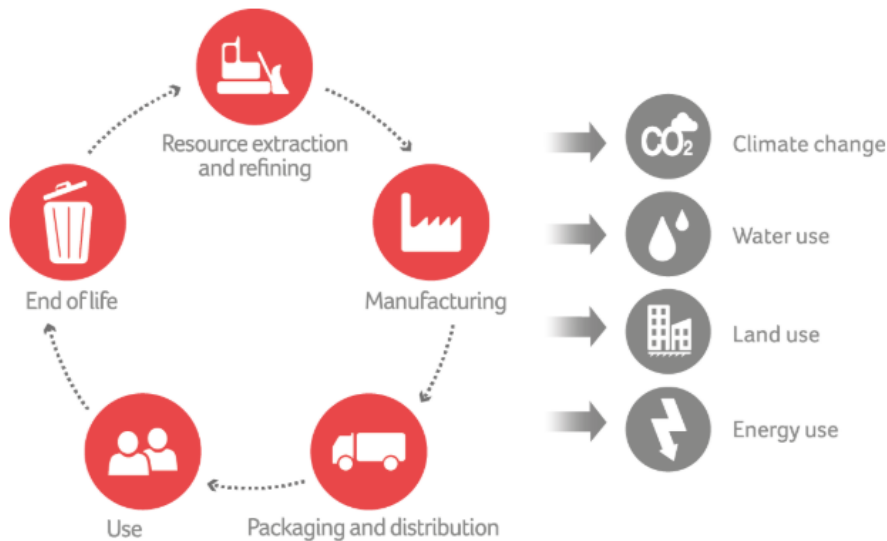 Resource extraction
and refining
Manufacturing
Packaging and distribution
Use
End of life
CO₂
Climate change
Water use
Land use
Energy use